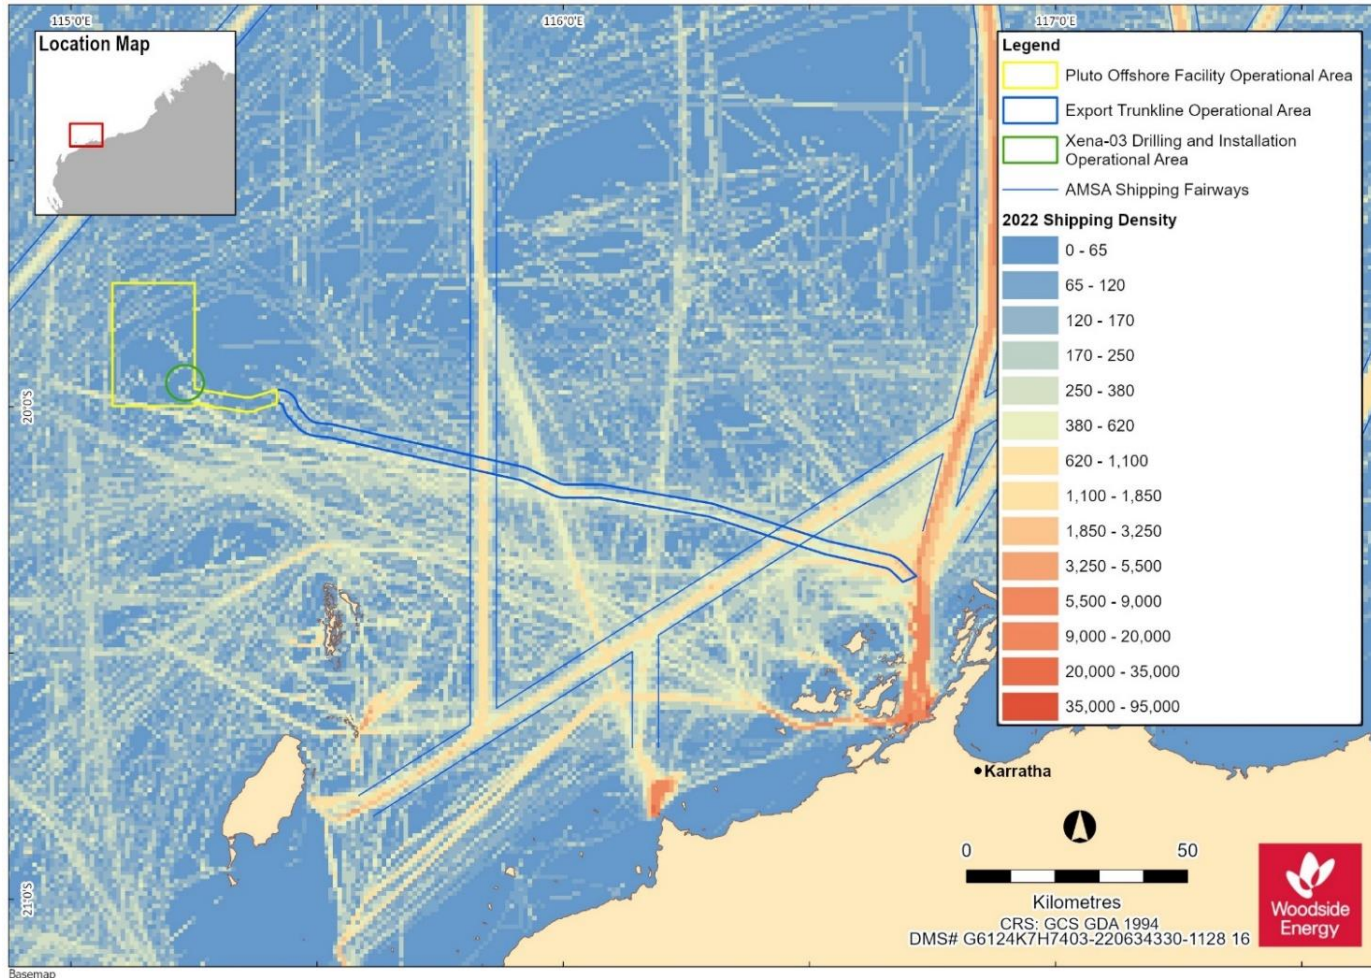 115°0'E
116°0'E
117°0'E
Location Map
Legend
Pluto Offshore Facility Operational Area
Export Trunkline Operational Area
Xena-03 Drilling and Installation
Operational Area
AMSA Shipping Fairways
2022 Shipping Density
0 - 65
65 - 120
120 - 170
170 - 250
250 - 380
380 - 620
620 - 1,100
1,100 - 1,850
1,850 - 3,250
3,250 - 5,500
5,500 - 9,000
9,000 - 20,000
20,000 - 35,000
35,000 - 95,000
20°0'S
21°0'S
Karratha
0 50
Kilometres
CRS: GCS GDA 1994
DMS# G6124K7H7403-220634330-1128 16
Woodside
Energy
Basemap